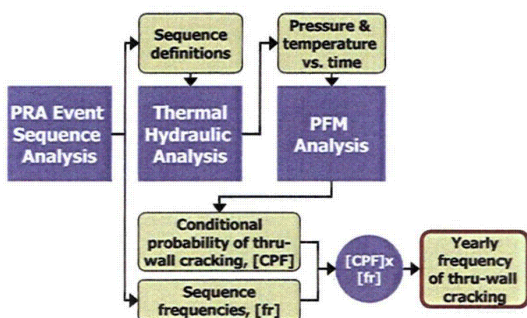 Sequence
definitions
Pressure &
temperature
vs. time
PRA Event
Sequence
Analysis
Thermal
Hydraulic
Analysis
PFM
Analysis
Conditional
probability of thru-
wall cracking, [CPF]
Sequence
frequencies, [fr]
[CPF]x
[fr]
Yearly
frequency
of thru-wall
cracking